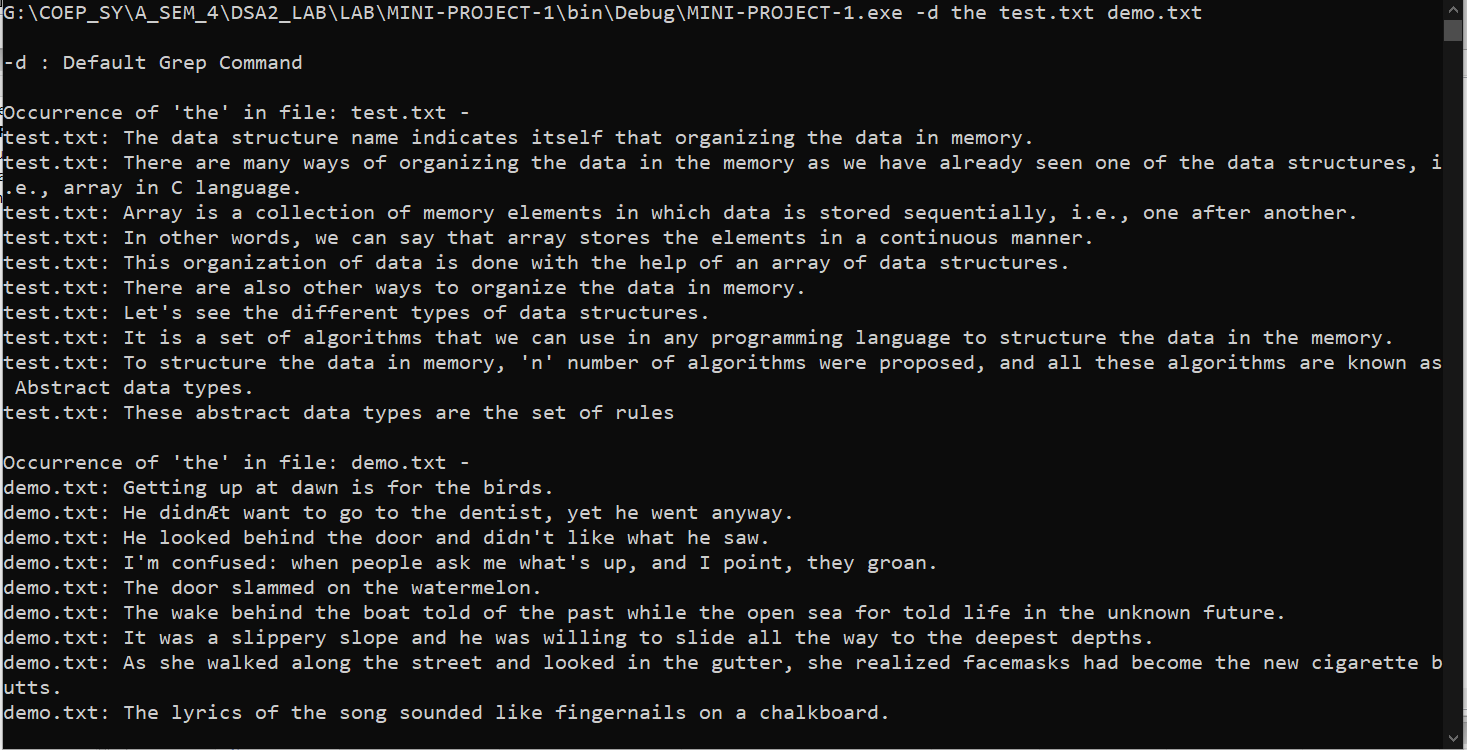 G:\COEP_SY\A_SEM_4\DSA2_LAB\LAB\MINI-PROJECT-1\bin\Debug\MINI-PROJECT-1.exe -d the test.txt demo.txt
-d : Default Grep Command
Occurrence of 'the' in file: test.txt -
test.txt: The data structure name indicates itself that organizing the data in memory.
test.txt: There are many ways of organizing the data in the memory as we have already seen one of the data structures, i
.e., array in C language.
test.txt: Array is a collection of memory elements in which data is stored sequentially, i.e., one after another.
test.txt: In other words, we can say that array stores the elements in a continuous manner.
test.txt: This organization of data is done with the help of an array of data structures.
test.txt: There are also other ways to organize the data in memory.
test.txt: Let's see the different types of data structures.
test.txt: It is a set of algorithms that we can use in any programming language to structure the data in the memory.
test.txt: To structure the data in memory, 'n' number of algorithms were proposed, and all these algorithms are known as
Abstract data types.
test.txt: These abstract data types are the set of rules
Occurrence of 'the' in file: demo.txt -
demo.txt: Getting up at dawn is for the birds.
demo.txt: He didnÆt want to go to the dentist, yet he went anyway.
demo.txt: He looked behind the door and didn't like what he saw.
demo.txt: I'm confused: when people ask me what's up, and I point, they groan.
demo.txt: The door slammed on the watermelon.
demo.txt: The wake behind the boat told of the past while the open sea for told life in the unknown future.
demo.txt: It was a slippery slope and he was willing to slide all the way to the deepest depths.
demo.txt: As she walked along the street and looked in the gutter, she realized facemasks had become the new cigarette b
utts.
demo.txt: The lyrics of the song sounded like fingernails on a chalkboard.